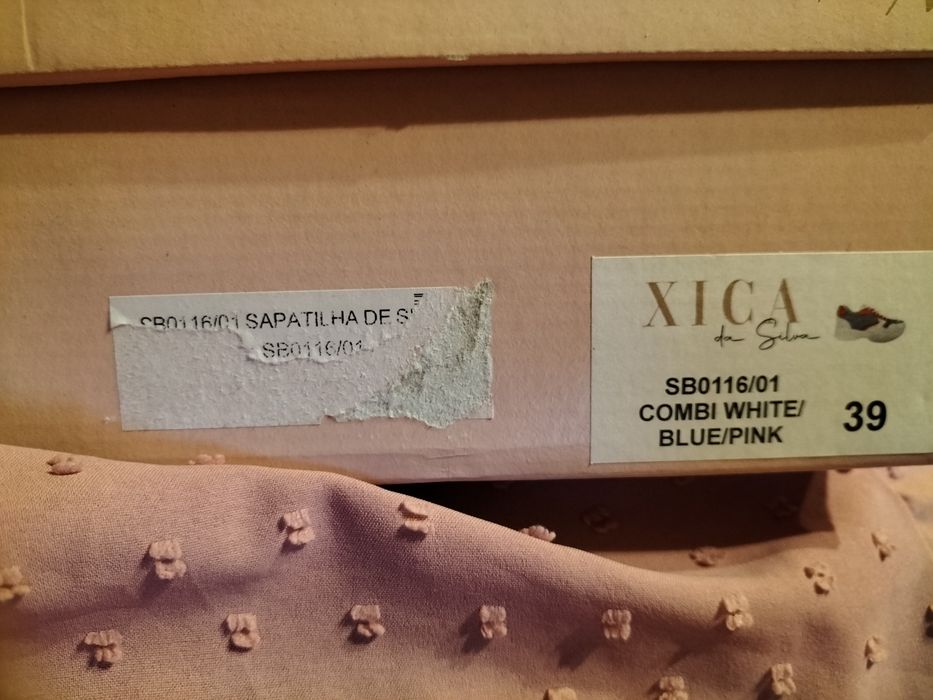 SB0116/01 SAPATILHA DE
SB0116/01
XICA
da Silva
SB0116/01
COMBI WHITE/
BLUE/PINK
39